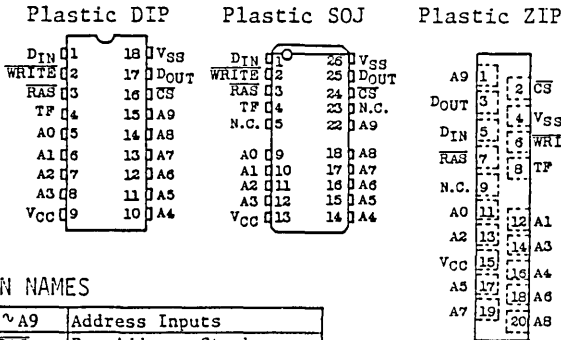 Plastic DIP Plastic SOJ Plastic ZIP
DIN 1 18 VSS
WRITE 2 17 DOUT
RAS 3 16 CS
TF 4 15 A9
A0 5 14 A8
A1 6 13 A7
A2 7 12 A6
A3 8 11 A5
VCC 9 10 A4
DIN 1 26 VSS
WRITE 2 25 DOUT
RAS 3 24 CS
TF 4 23 N.C.
N.C. 5 22 A9
A0 9 18 A8
A1 10 17 A7
A2 11 16 A6
A3 12 15 A5
VCC 13 14 A4
A9 1
2 CS
DOUT 3
4 VSS
DIN 5
6 WRI
RAS 7
8 TF
N.C. 9
A0 11
12 A1
A2 13
14 A3
VCC 15
16 A4
A5 17
18 A6
A7 19
20 A8
N NAMES
~A9 Address Inputs